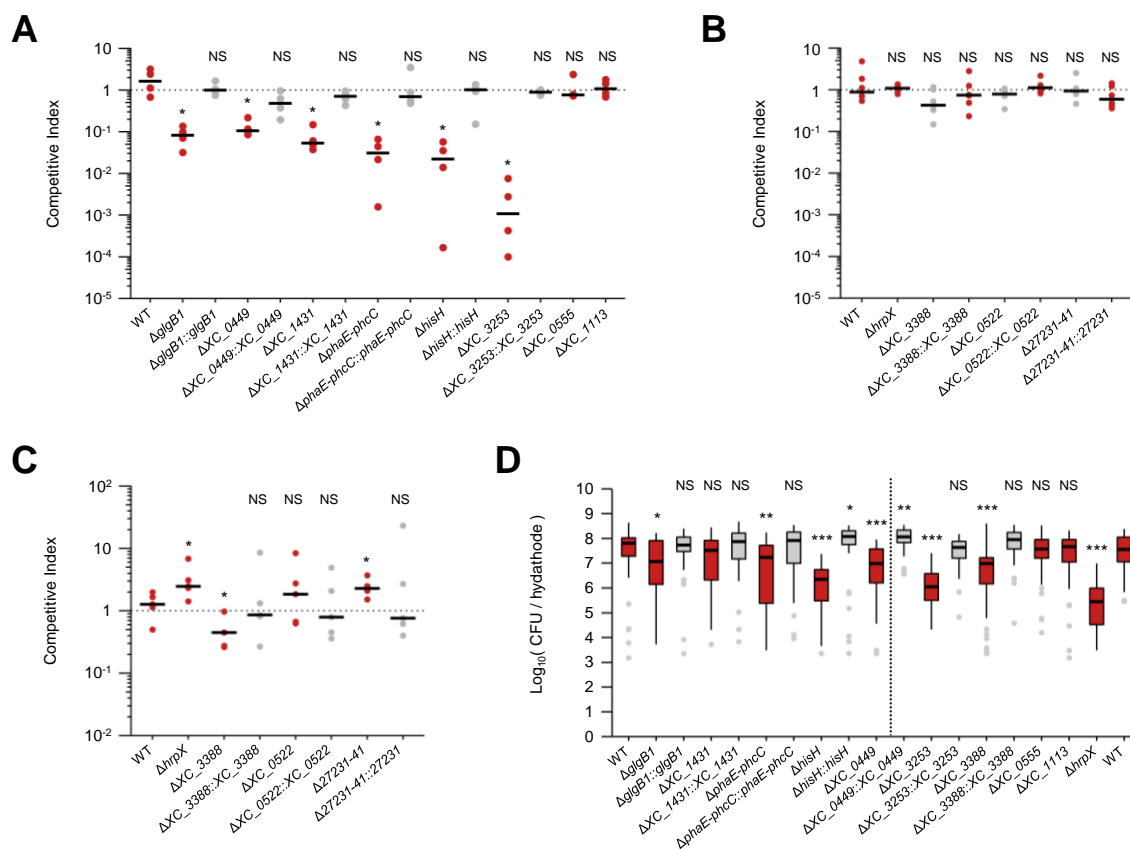 A
NS NS NS NS NS NS NS NS
* * * * * *
10
1
10-1
10-2
10-3
10-4
10-5
Competitive Index
WT
ΔglgB1
ΔglgB1::glgB1
ΔXC_0449
ΔXC_0449::XC_0449
ΔXC_1431
ΔXC_1431::XC_1431
ΔphaE-phcC
ΔphaE-phcC::phaE-phcC
ΔhisH
ΔhisH::hisH
ΔXC_3253
ΔXC_3253::XC_3253
ΔXC_0555
ΔXC_1113
B
NS NS NS NS NS NS NS
10
1
10-1
10-2
10-3
10-4
10-5
Competitive Index
WT
ΔhrpX
ΔXC_3388
ΔXC_3388::XC_3388
ΔXC_0522
ΔXC_0522::XC_0522
Δ27231-41
Δ27231-41::27231
C
NS NS NS NS
* * *
102
10
1
10-1
10-2
Competitive Index
WT
ΔhrpX
ΔXC_3388
ΔXC_3388::XC_3388
ΔXC_0522
ΔXC_0522::XC_0522
Δ27231-41
Δ27231-41::27231
D
NS NS NS NS NS NS NS NS
* ** *** * *** ** *** *** ***
10
9
8
7
6
5
4
3
2
1
0
Log10( CFU / hydathode )
WT
ΔglgB1
ΔglgB1::glgB1
ΔXC_1431
ΔXC_1431::XC_1431
ΔphaE-phcC
ΔphaE-phcC::phaE-phcC
ΔhisH
ΔhisH::hisH
ΔXC_0449
ΔXC_0449::XC_0449
ΔXC_3253
ΔXC_3253::XC_3253
ΔXC_3388
ΔXC_3388::XC_3388
ΔXC_0555
ΔXC_1113
ΔhrpX
WT